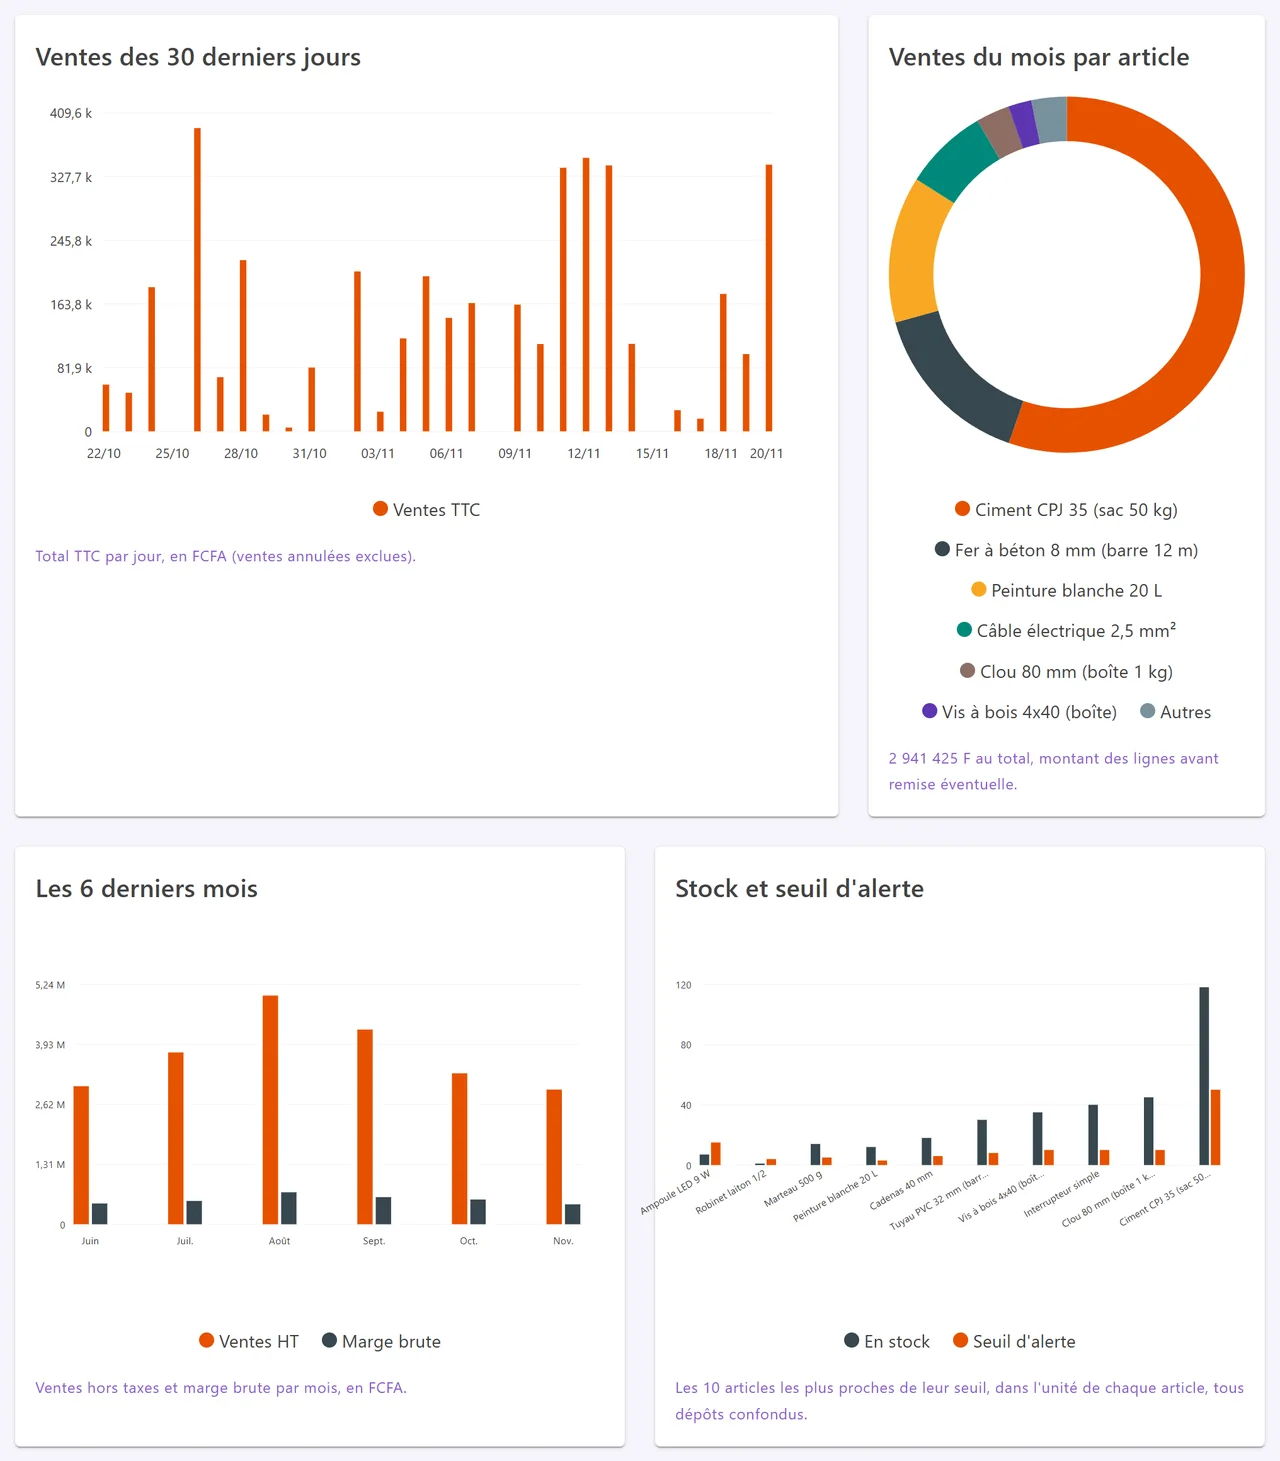 Ventes des 30 derniers jours
409,6 k
327,7 k
245,8 k
163,8 k
81,9 k
0
22/10 25/10 28/10 31/10 03/11 06/11 09/11 12/11 15/11 18/11 20/11
Ventes TTC
Total TTC par jour, en FCFA (ventes annulées exclues).
Ventes du mois par article
Ciment CPJ 35 (sac 50 kg)
Fer à béton 8 mm (barre 12 m)
Peinture blanche 20 L
Câble électrique 2,5 mm²
Clou 80 mm (boîte 1 kg)
Vis à bois 4x40 (boîte) Autres
2 941 425 F au total, montant des lignes avant
remise éventuelle.
Les 6 derniers mois
5,24 M
3,93 M
2,62 M
1,31 M
0
Juin Juil. Août Sept. Oct. Nov.
Ventes HT Marge brute
Ventes hors taxes et marge brute par mois, en FCFA.
Stock et seuil d'alerte
120
80
40
0
Ampoule LED 9 W
Robinet laiton 1/2
Marteau 500 g
Peinture blanche 20 L
Cadenas 40 mm
Tuyau PVC 32 mm (barr...
Vis à bois 4x40 (boît...
Interrupteur simple
Clou 80 mm (boîte 1 k...
Ciment CPJ 35 (sac 50...
En stock Seuil d'alerte
Les 10 articles les plus proches de leur seuil, dans l'unité de chaque article, tous
dépôts confondus.